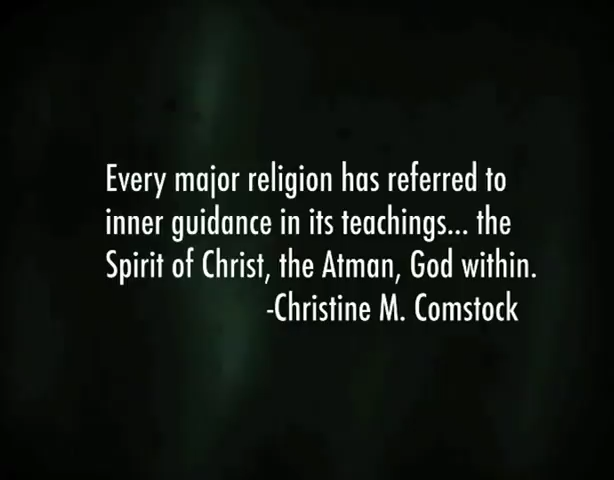 Every major religion has referred to
inner guidance in its teachings... the
Spirit of Christ, the Atman, God within.
-Christine M. Comstock